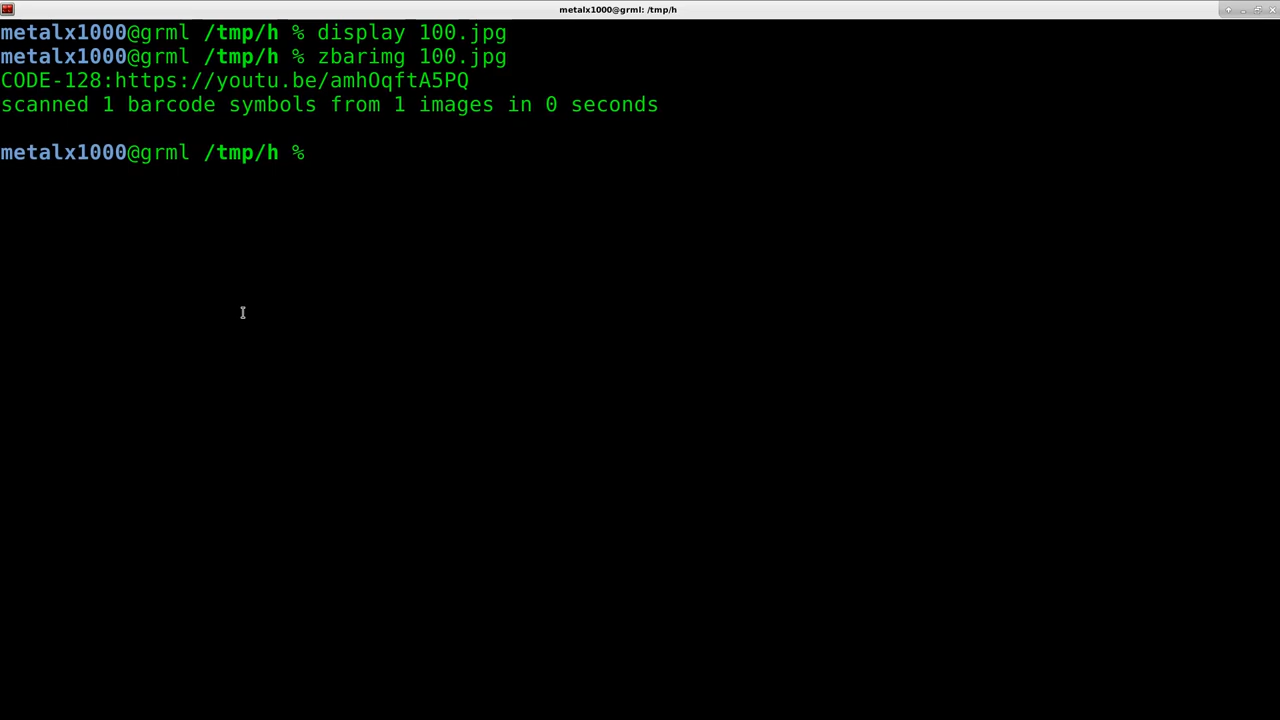 metalx1000@grml: /tmp/h
metalx1000@grml /tmp/h % display 100.jpg
metalx1000@grml /tmp/h % zbarimg 100.jpg
CODE-128:https://youtu.be/amhOqftA5PQ
scanned 1 barcode symbols from 1 images in 0 seconds
metalx1000@grml /tmp/h %